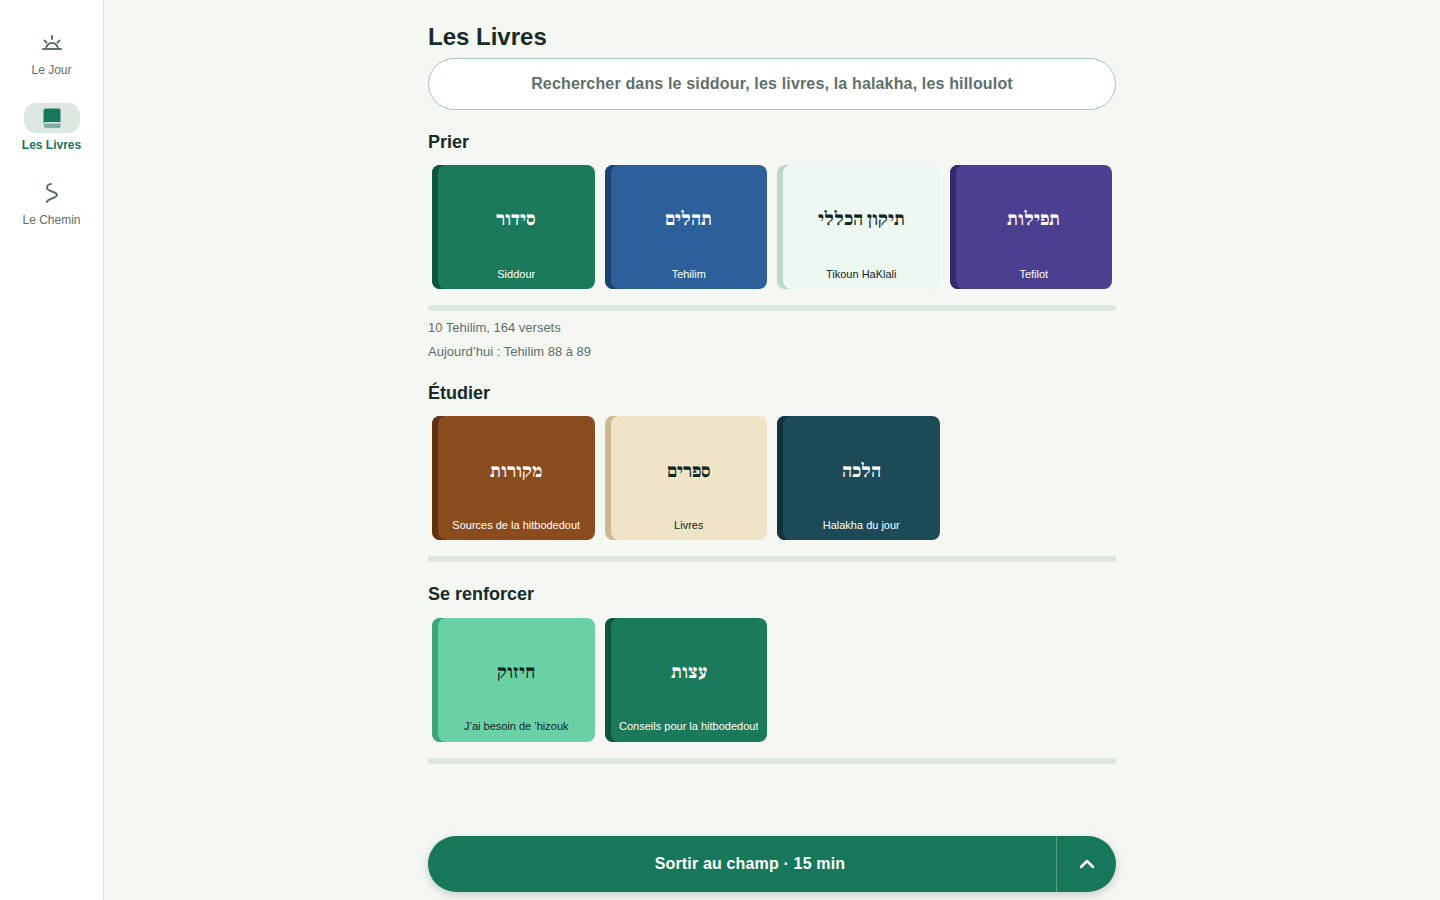 Le Jour
Les Livres
Le Chemin
Les Livres
Rechercher dans le siddour, les livres, la halakha, les hilloulot
Prier
סידור
Siddour
תהלים
Tehilim
תיקון הכללי
Tikoun HaKlali
תפילות
Tefilot
10 Tehilim, 164 versets
Aujourd’hui : Tehilim 88 à 89
Étudier
מקורות
Sources de la hitbodedout
ספרים
Livres
הלכה
Halakha du jour
Se renforcer
חיזוק
J’ai besoin de ’hizouk
עצות
Conseils pour la hitbodedout
Sortir au champ · 15 min